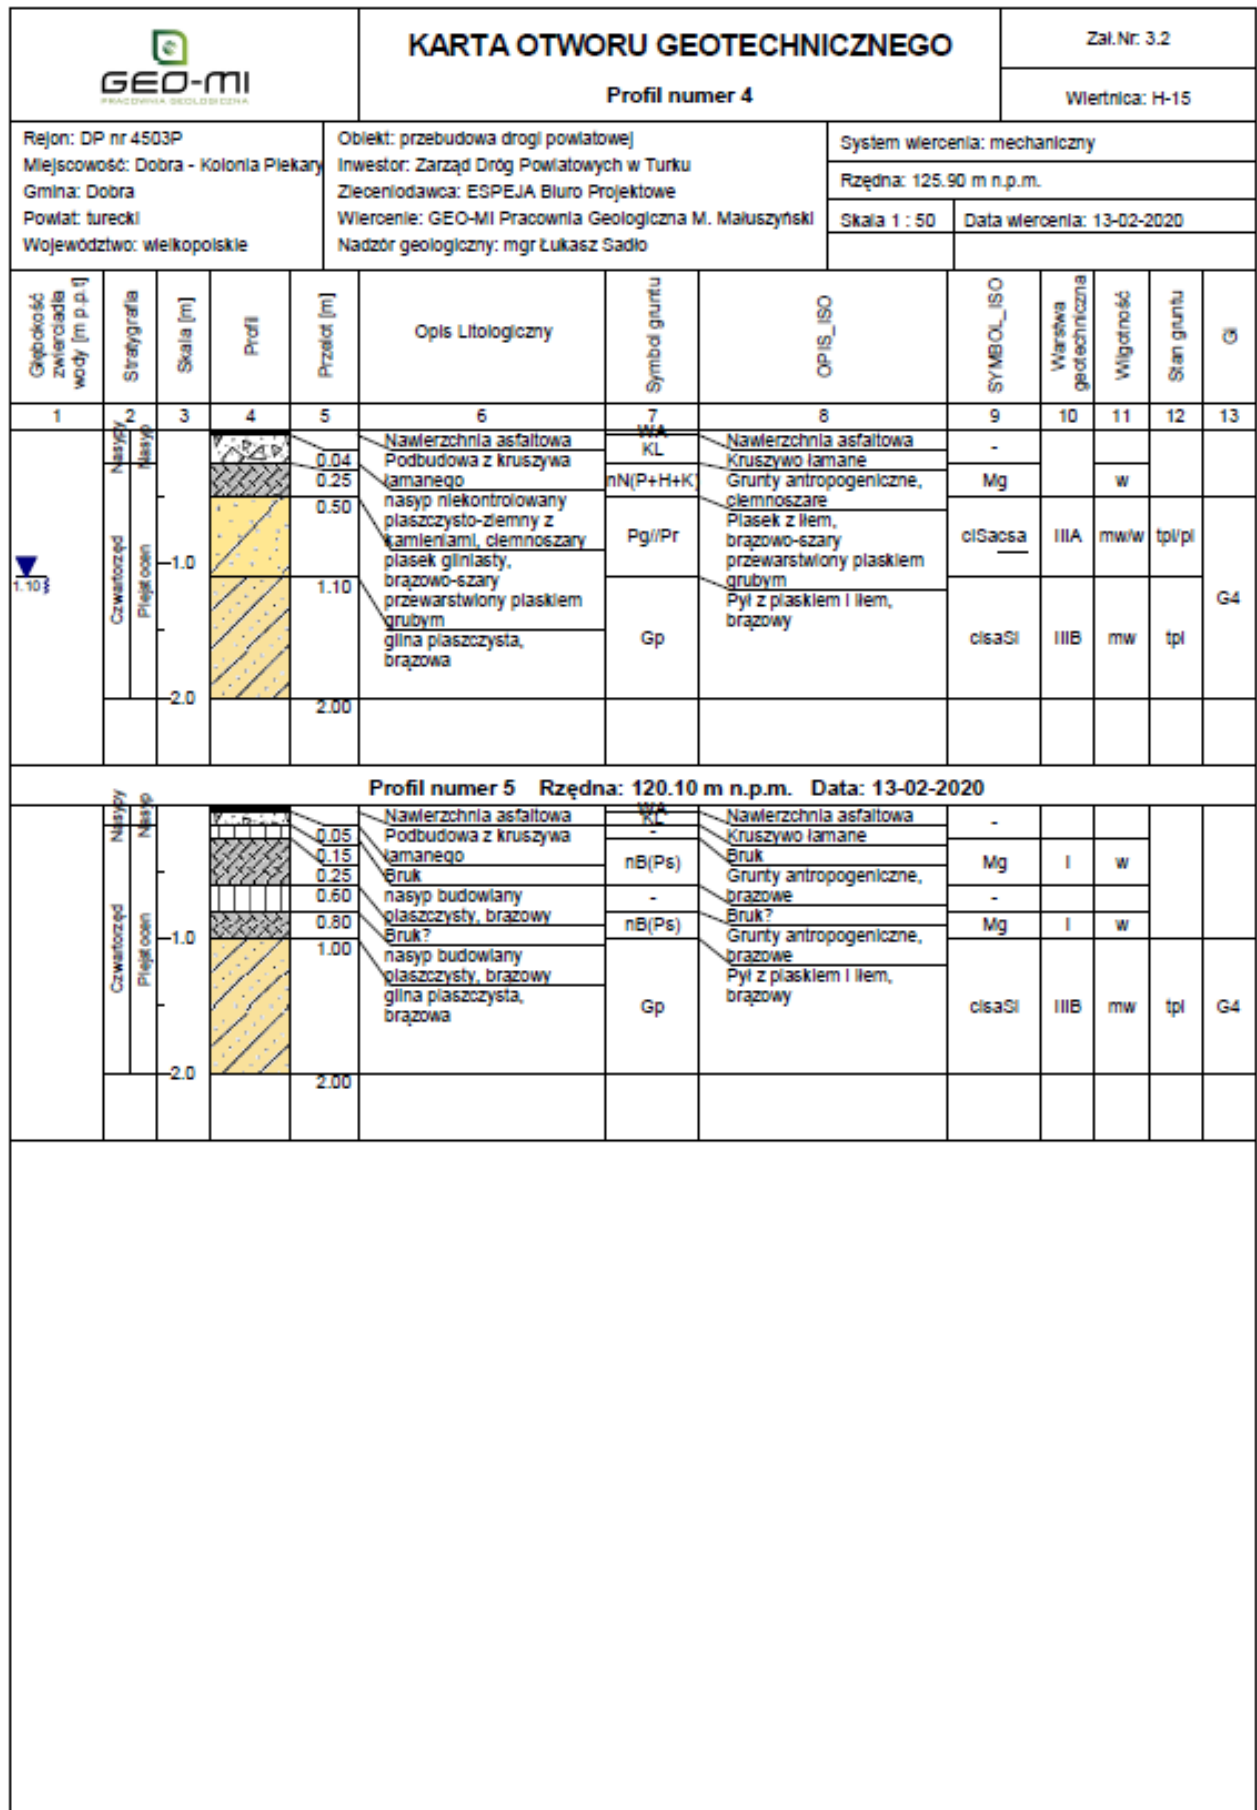 GEO-MI
PRACOWNIA GEOLOGICZNA
KARTA OTWORU GEOTECHNICZNEGO
Profil numer 4
Zał.Nr: 3.2
Wiertnica: H-15
Rejon: DP nr 4503P
Miejscowość: Dobra - Kolonia Piekary
Gmina: Dobra
Powiat: turecki
Województwo: wielkopolskie
Obiekt: przebudowa drogi powiatowej
Inwestor: Zarząd Dróg Powiatowych w Turku
Zleceniodawca: ESPEJA Biuro Projektowe
Wiercenie: GEO-MI Pracownia Geologiczna M. Małuszyński
Nadzór geologiczny: mgr Łukasz Sadło
System wiercenia: mechaniczny
Rzędna: 125.90 m n.p.m.
Skala 1 : 50
Data wiercenia: 13-02-2020
Głębokość
zwierciadła
wody [m p.p.t]
Stratygrafia
Skala [m]
Profil
Przelot [m]
Opis Litologiczny
Symbol gruntu
OPIS_ISO
SYMBOL_ISO
Warstwa
geotechniczna
Wilgotność
Stan gruntu
Gi
1 2 3 4 5 6 7 8 9 10 11 12 13
1.10
Nasypy
Nasyp
Czwartorzęd
Plejstocen
-1.0
-2.0
0.04
0.25
0.50
1.10
2.00
Nawierzchnia asfaltowa
Podbudowa z kruszywa
łamanego
nasyp niekontrolowany
piaszczysto-ziemny z
kamieniami, ciemnoszary
piasek gliniasty,
brązowo-szary
przewarstwiony piaskiem
grubym
glina piaszczysta,
brązowa
WA
KL
nN(P+H+K)
Pg//Pr
Gp
Nawierzchnia asfaltowa
Kruszywo łamane
Grunty antropogeniczne,
ciemnoszare
Piasek z iłem,
brązowo-szary
przewarstwiony piaskiem
grubym
Pył z piaskiem i iłem,
brązowy
-
Mg
clSacsa
clsaSi
IIIA
IIIB
w
mw/w
mw
tpl/pl
tpl
G4
Profil numer 5 Rzędna: 120.10 m n.p.m. Data: 13-02-2020
Nasypy
Nasyp
Czwartorzęd
Plejstocen
-1.0
-2.0
0.05
0.15
0.25
0.60
0.80
1.00
2.00
Nawierzchnia asfaltowa
Podbudowa z kruszywa
łamanego
Bruk
nasyp budowlany
piaszczysty, brązowy
Bruk?
nasyp budowlany
piaszczysty, brązowy
glina piaszczysta,
brązowa
WA
KL
-
nB(Ps)
-
nB(Ps)
Gp
Nawierzchnia asfaltowa
Kruszywo łamane
Bruk
Grunty antropogeniczne,
brązowe
Bruk?
Grunty antropogeniczne,
brązowe
Pył z piaskiem i iłem,
brązowy
-
Mg
-
Mg
clsaSi
I
I
IIIB
w
w
mw
tpl
G4